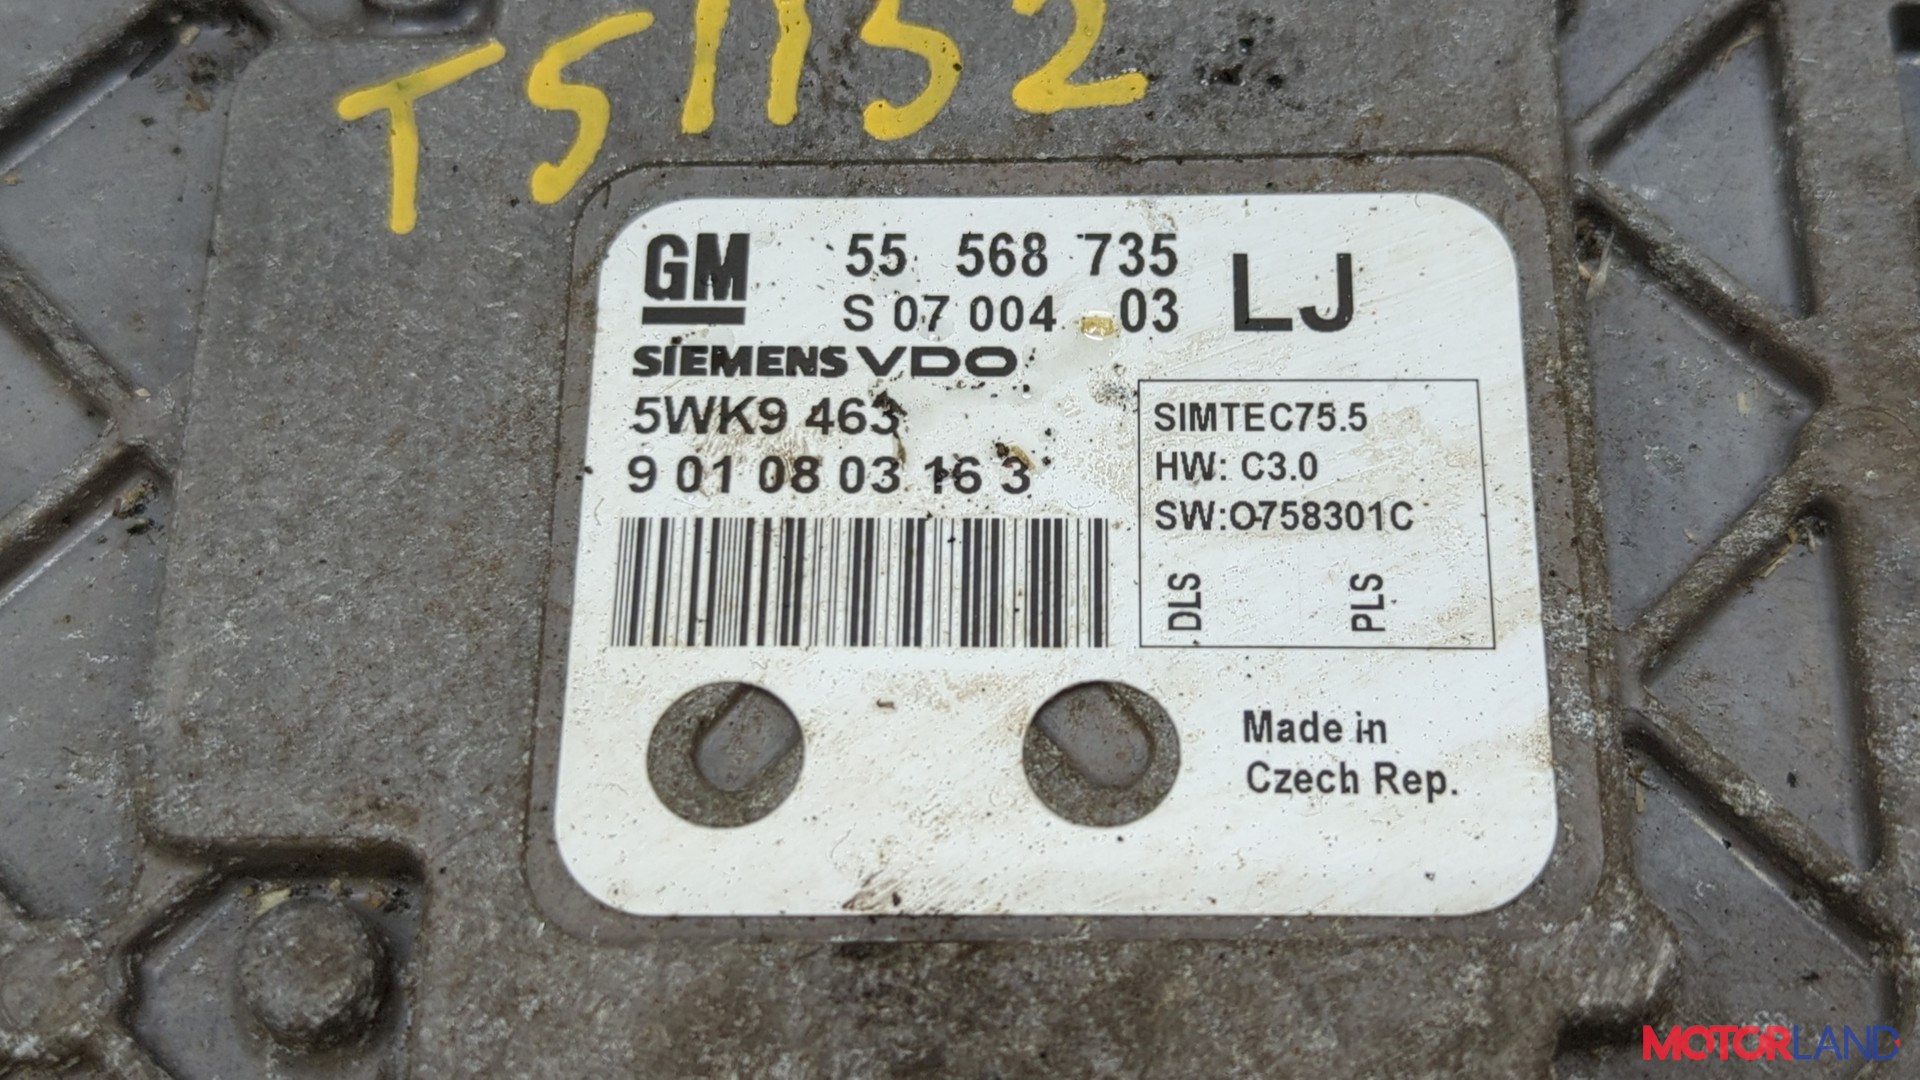 TS1152
GM 55 568 735 LJ
S 07 004 03
SIEMENS VDO
5WK9 463
9 01 08 03 16 3
SIMTEC75.5
HW: C3.0
SW:O758301C
DLS PLS
Made in
Czech Rep.
MOTORLAND